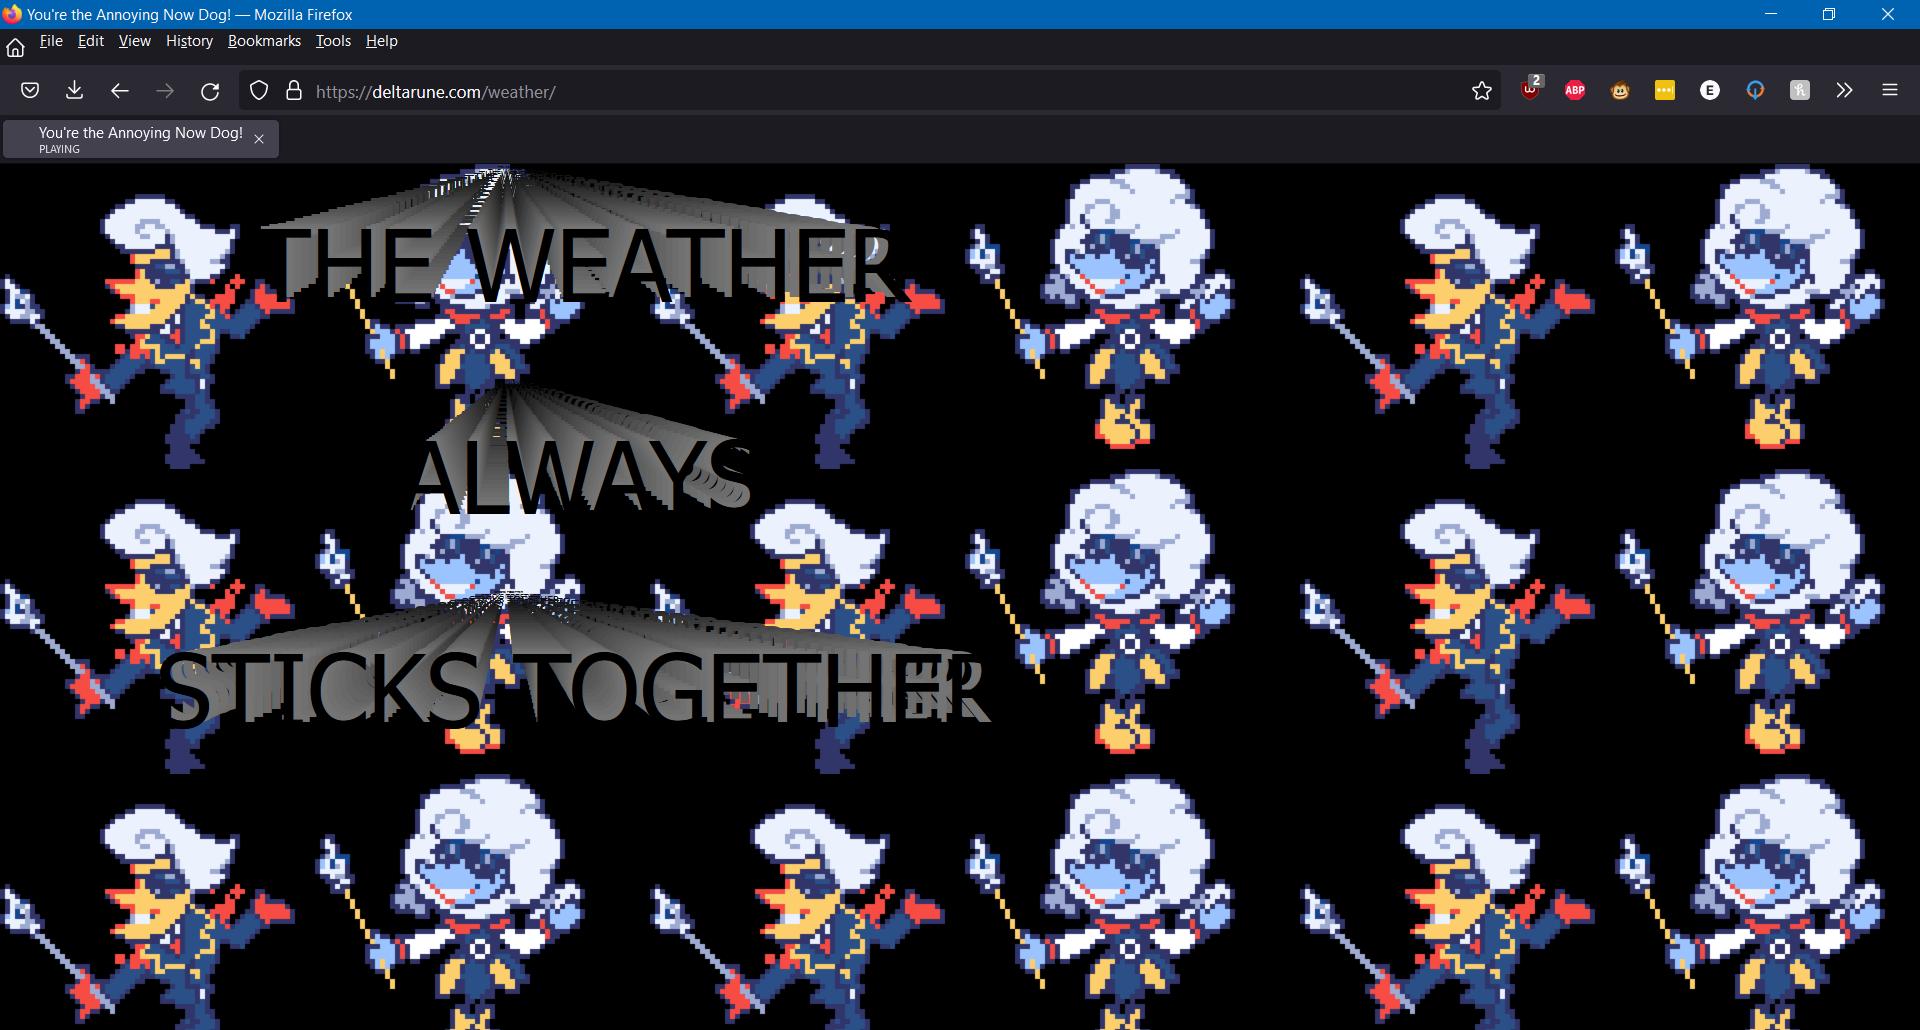 You're the Annoying Now Dog! — Mozilla Firefox
File Edit View History Bookmarks Tools Help
https://deltarune.com/weather/
2
ABP
E
You're the Annoying Now Dog!
PLAYING
THE WEATHER
ALWAYS
STICKS TOGETHER